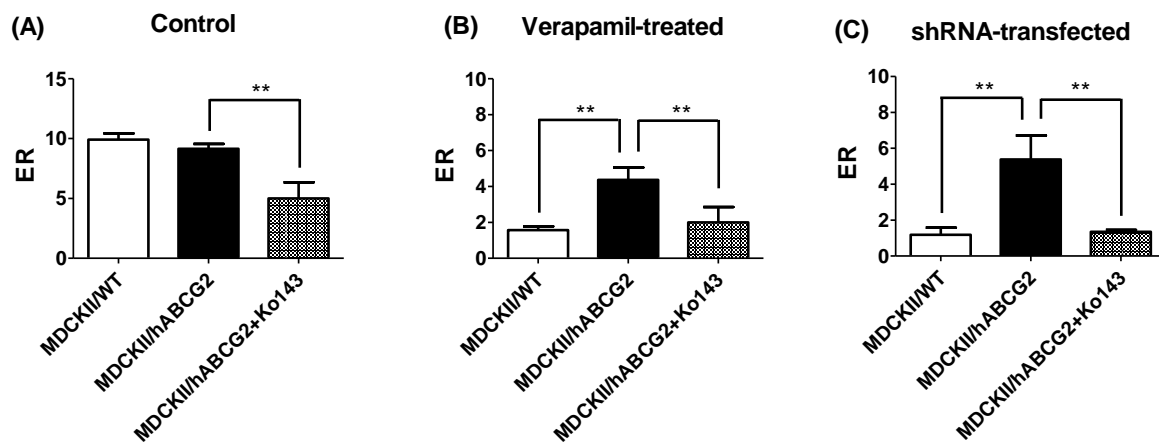 (A)
Control
ER
15
10
5
0
**
MDCKII/WT
MDCKII/hABCG2
MDCKII/hABCG2+Ko143
(B)
Verapamil-treated
ER
10
8
6
4
2
0
**
**
MDCKII/WT
MDCKII/hABCG2
MDCKII/hABCG2+Ko143
(C)
shRNA-transfected
ER
10
8
6
4
2
0
**
**
MDCKII/WT
MDCKII/hABCG2
MDCKII/hABCG2+Ko143